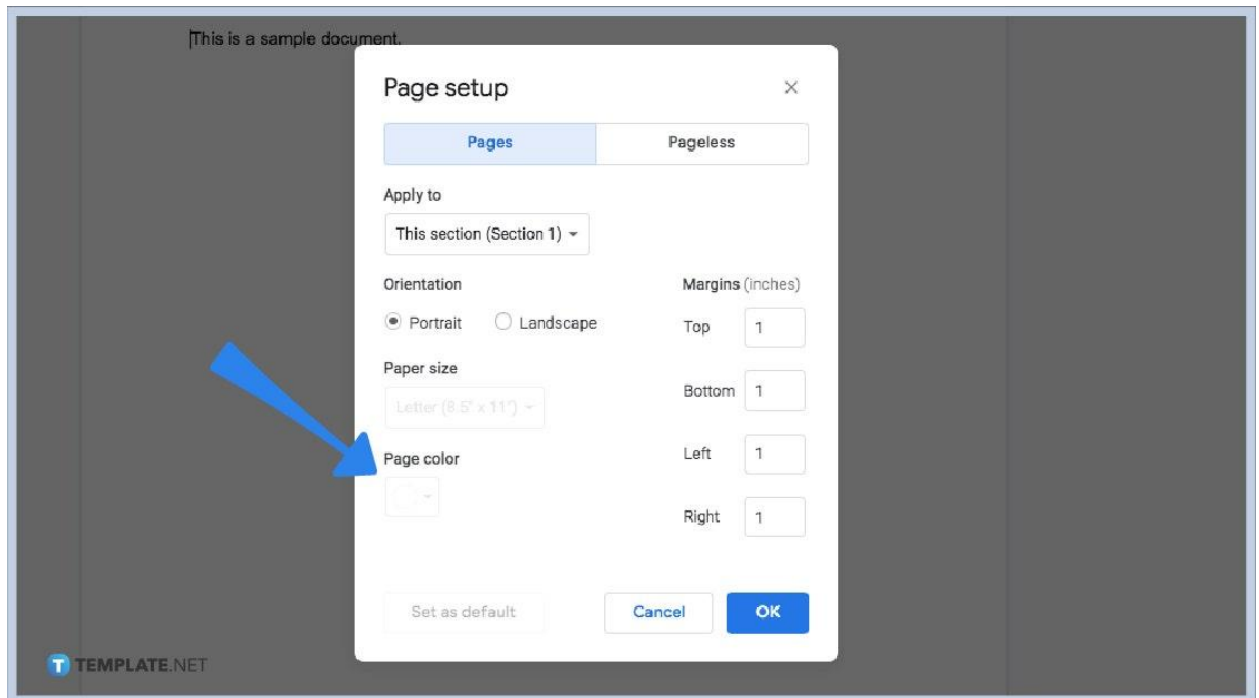 This is a sample document.
Page setup
Pages
Pageless
Apply to
This section (Section 1)
Orientation
Portrait
Landscape
Paper size
Letter (8.5" x 11")
Page color
Margins (inches)
Top 1
Bottom 1
Left 1
Right 1
Set as default
Cancel
OK
T TEMPLATE.NET